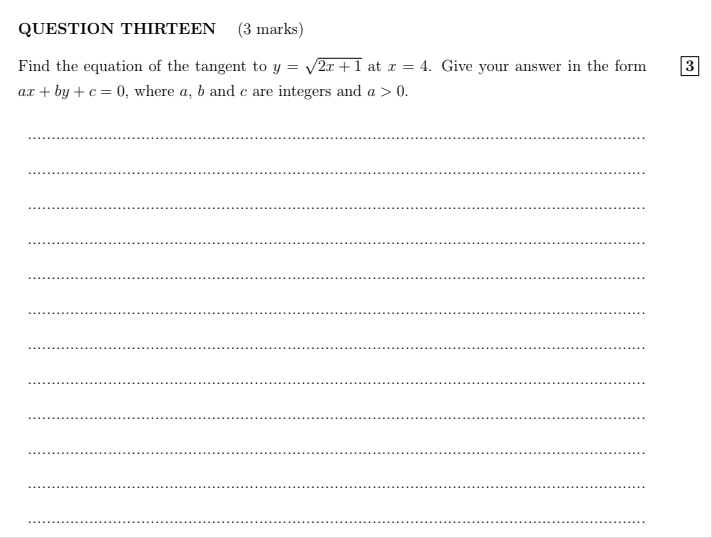 QUESTION THIRTEEN (3 marks)
Find the equation of the tangent to y = √(2x + 1) at x = 4. Give your answer in the form 3
ax + by + c = 0, where a, b and c are integers and a > 0.